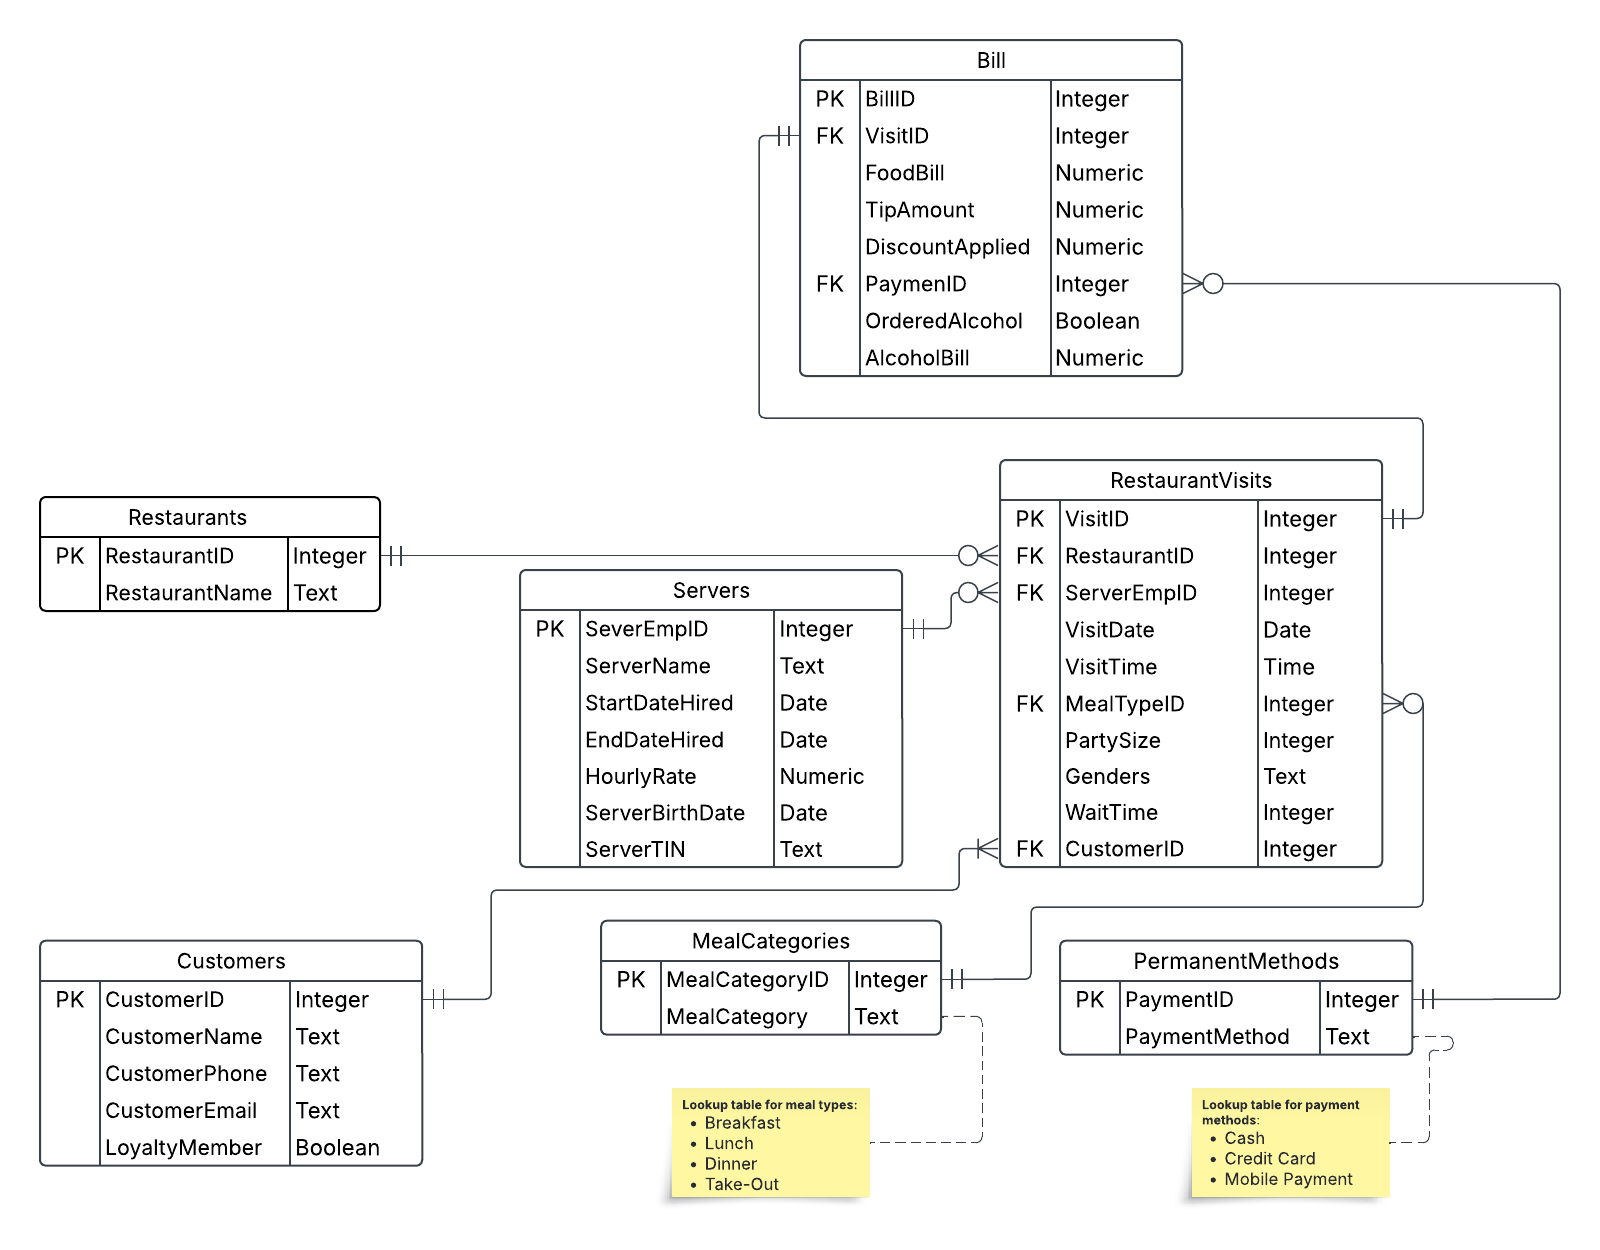 Bill
PK BillID Integer
FK VisitID Integer
FoodBill Numeric
TipAmount Numeric
DiscountApplied Numeric
FK PaymenID Integer
OrderedAlcohol Boolean
AlcoholBill Numeric
RestaurantVisits
PK VisitID Integer
FK RestaurantID Integer
FK ServerEmpID Integer
VisitDate Date
VisitTime Time
FK MealTypeID Integer
PartySize Integer
Genders Text
WaitTime Integer
FK CustomerID Integer
Restaurants
PK RestaurantID Integer
RestaurantName Text
Servers
PK SeverEmpID Integer
ServerName Text
StartDateHired Date
EndDateHired Date
HourlyRate Numeric
ServerBirthDate Date
ServerTIN Text
Customers
PK CustomerID Integer
CustomerName Text
CustomerPhone Text
CustomerEmail Text
LoyaltyMember Boolean
MealCategories
PK MealCategoryID Integer
MealCategory Text
PermanentMethods
PK PaymentID Integer
PaymentMethod Text
Lookup table for meal types:
• Breakfast
• Lunch
• Dinner
• Take-Out
Lookup table for payment
methods:
• Cash
• Credit Card
• Mobile Payment